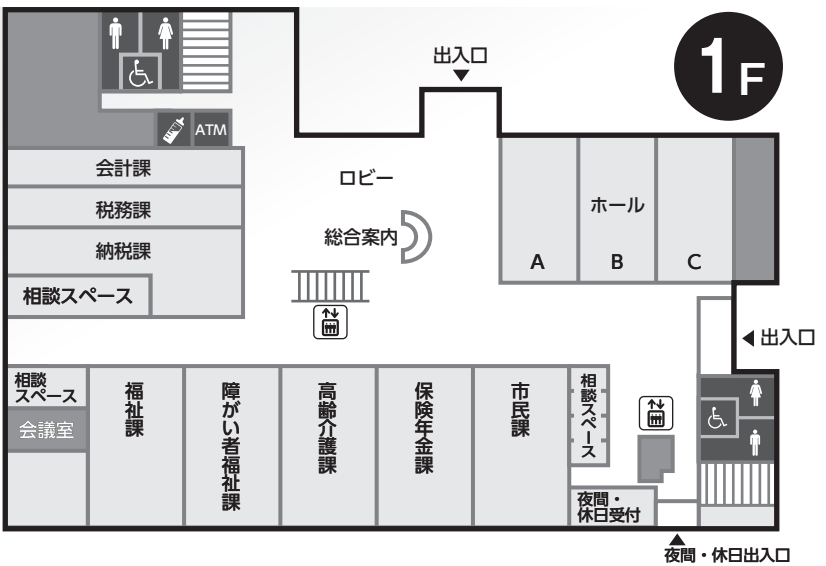 1F
出入口
ATM
会計課
税務課
納税課
相談スペース
ロビー
総合案内
ホール
A
B
C
出入口
相談
スペース
会議室
福祉課
障がい者福祉課
高齢介護課
保険年金課
市民課
相談スペース
夜間・
休日受付
夜間・休日出入口